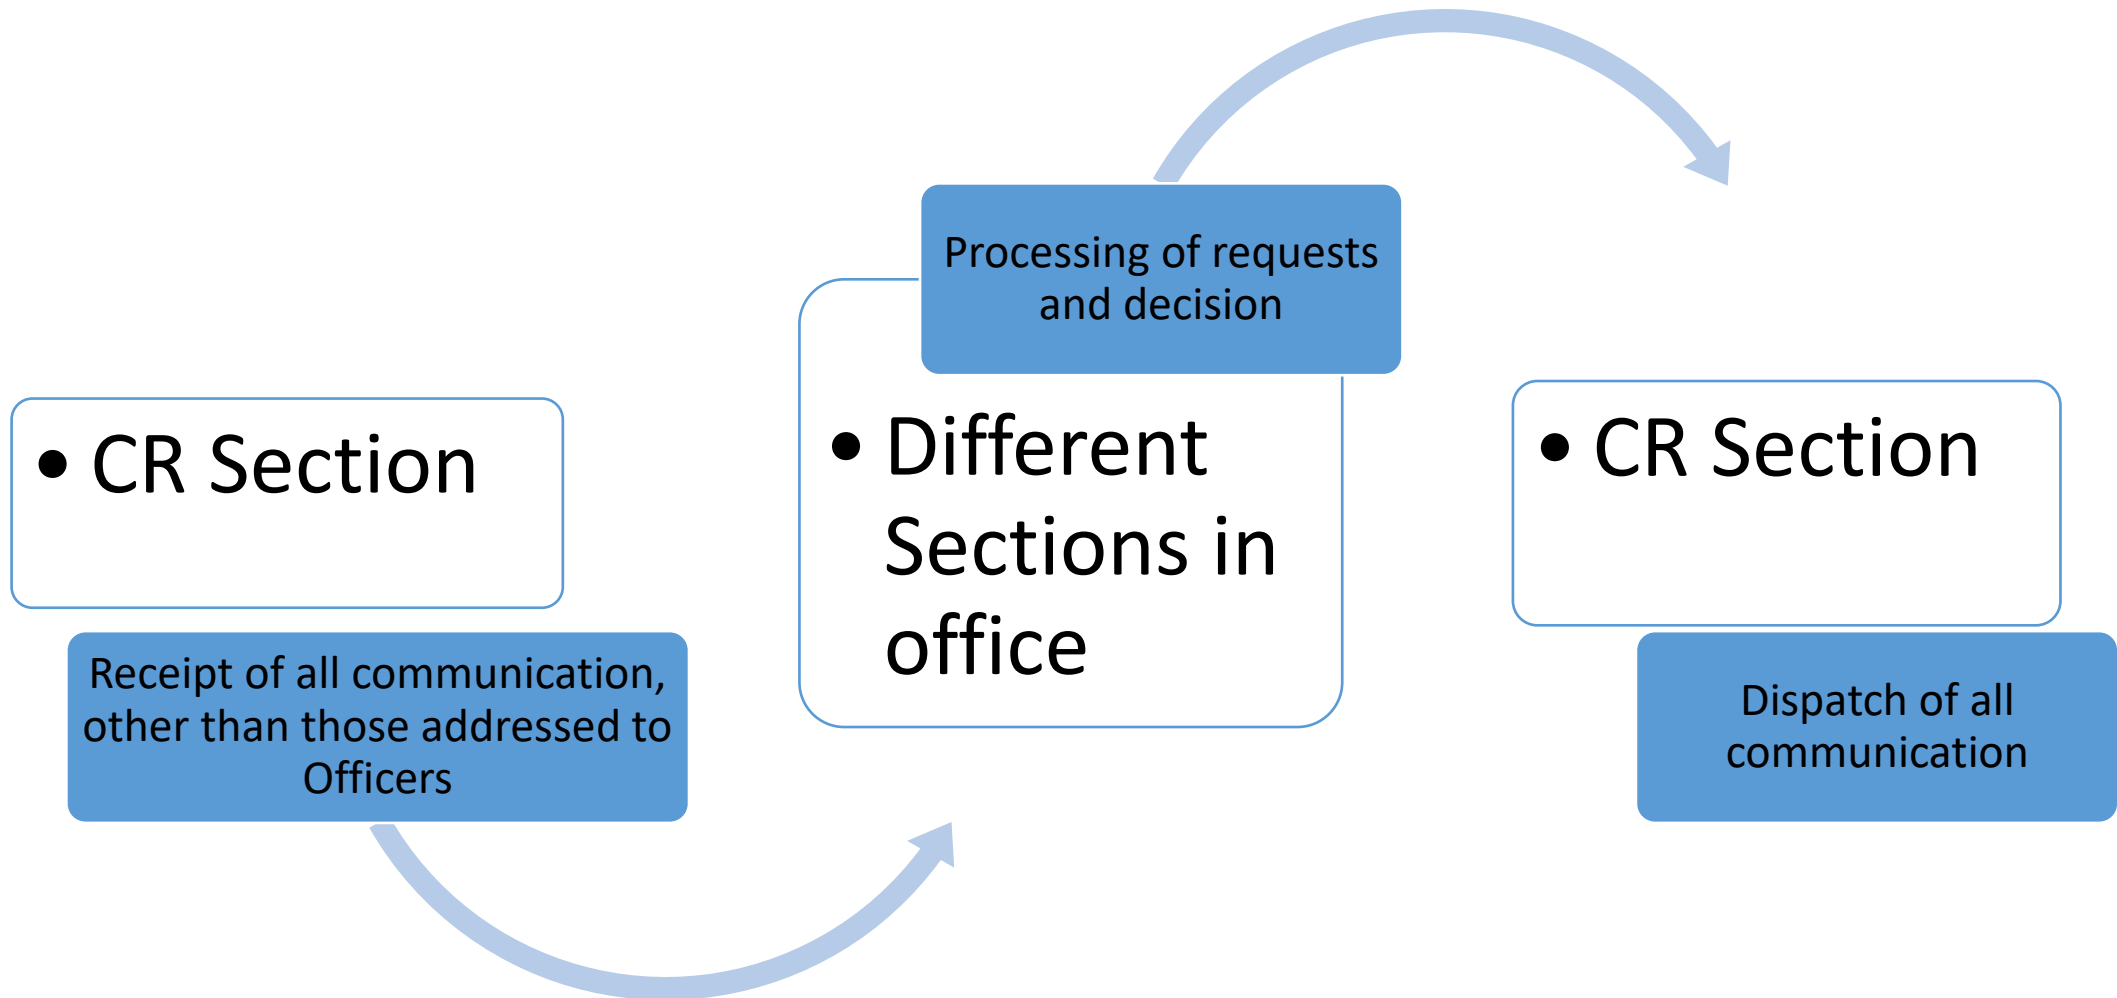 • CR Section
Receipt of all communication,
other than those addressed to
Officers
Processing of requests
and decision
• Different
Sections in
office
• CR Section
Dispatch of all
communication